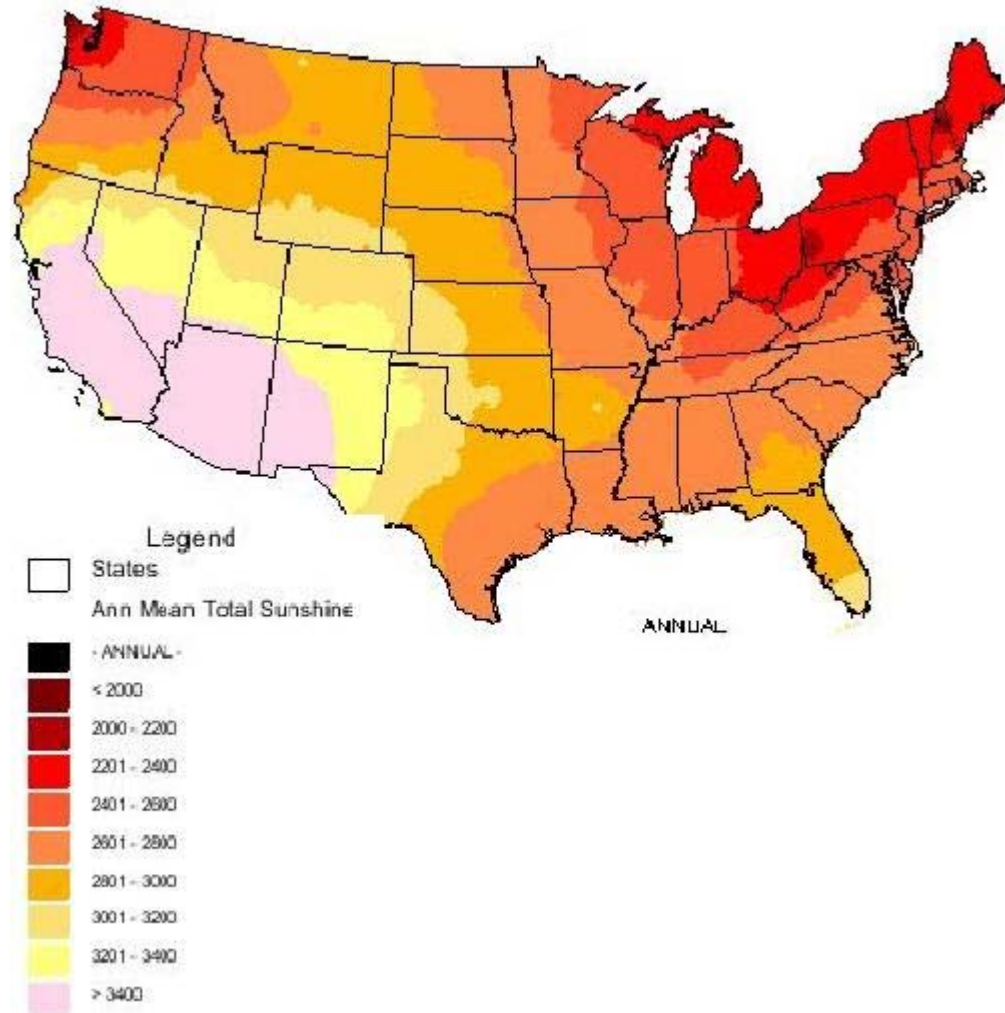 ANNUAL
Legend
States
Ann Mean Total Sunshine
- ANNUAL -
< 2000
2000 - 2200
2201 - 2400
2401 - 2600
2601 - 2800
2801 - 3000
3001 - 3200
3201 - 3400
> 3400